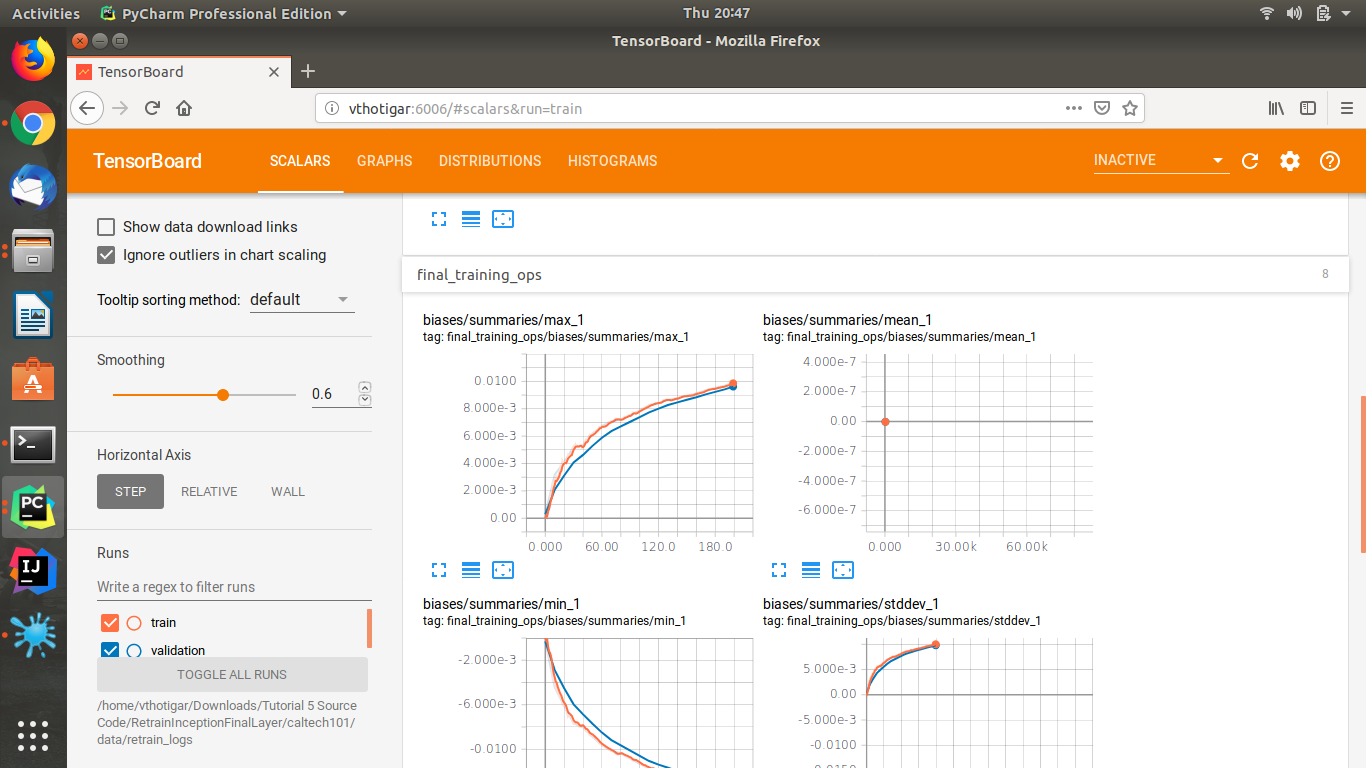 Activities PyCharm Professional Edition Thu 20:47
TensorBoard - Mozilla Firefox
TensorBoard
vthotigar:6006/#scalars&run=train
TensorBoard SCALARS GRAPHS DISTRIBUTIONS HISTOGRAMS INACTIVE
Show data download links
Ignore outliers in chart scaling
Tooltip sorting method: default
Smoothing
0.6
Horizontal Axis
STEP RELATIVE WALL
Runs
Write a regex to filter runs
train
validation
TOGGLE ALL RUNS
/home/vthotigar/Downloads/Tutorial 5 Source
Code/RetrainInceptionFinalLayer/caltech101/
data/retrain_logs
final_training_ops 8
biases/summaries/max_1
tag: final_training_ops/biases/summaries/max_1
0.0100
8.000e-3
6.000e-3
4.000e-3
2.000e-3
0.00
0.000 60.00 120.0 180.0
biases/summaries/mean_1
tag: final_training_ops/biases/summaries/mean_1
4.000e-7
2.000e-7
0.00
-2.000e-7
-4.000e-7
-6.000e-7
0.000 30.00k 60.00k
biases/summaries/min_1
tag: final_training_ops/biases/summaries/min_1
-2.000e-3
-6.000e-3
-0.0100
biases/summaries/stddev_1
tag: final_training_ops/biases/summaries/stddev_1
5.000e-3
0.00
-5.000e-3
-0.0100
-0.0150
PC
IJ